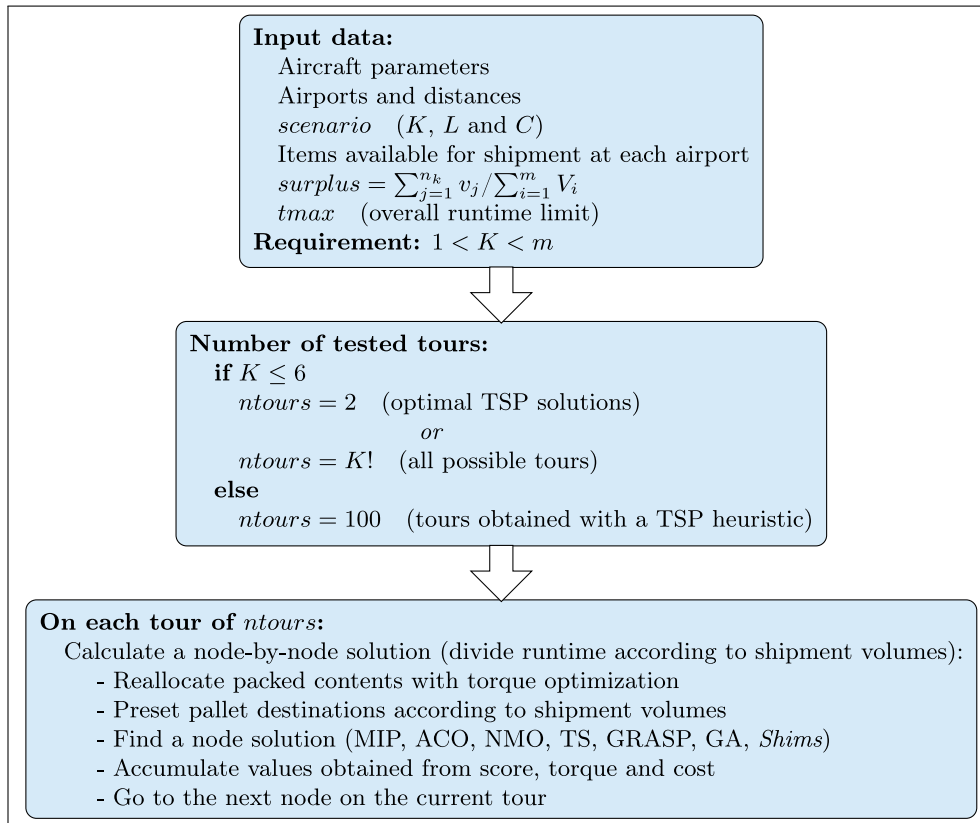 Input data:
Aircraft parameters
Airports and distances
scenario (K, L and C)
Items available for shipment at each airport
surplus = ∑_{j=1}^{n_k} v_j / ∑_{i=1}^{m} V_i
tmax (overall runtime limit)
Requirement: 1 < K < m
Number of tested tours:
if K ≤ 6
ntours = 2 (optimal TSP solutions)
or
ntours = K! (all possible tours)
else
ntours = 100 (tours obtained with a TSP heuristic)
On each tour of ntours:
Calculate a node-by-node solution (divide runtime according to shipment volumes):
- Reallocate packed contents with torque optimization
- Preset pallet destinations according to shipment volumes
- Find a node solution (MIP, ACO, NMO, TS, GRASP, GA, Shims)
- Accumulate values obtained from score, torque and cost
- Go to the next node on the current tour